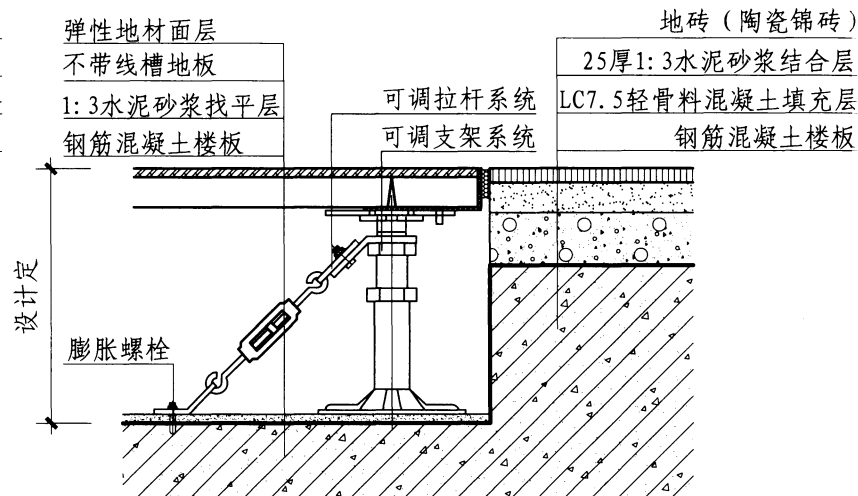 弹性地材面层
不带线槽地板
1:3水泥砂浆找平层
钢筋混凝土楼板
可调拉杆系统
可调支架系统
地砖（陶瓷锦砖）
25厚1:3水泥砂浆结合层
LC7.5轻骨料混凝土填充层
钢筋混凝土楼板
设计定
膨胀螺栓